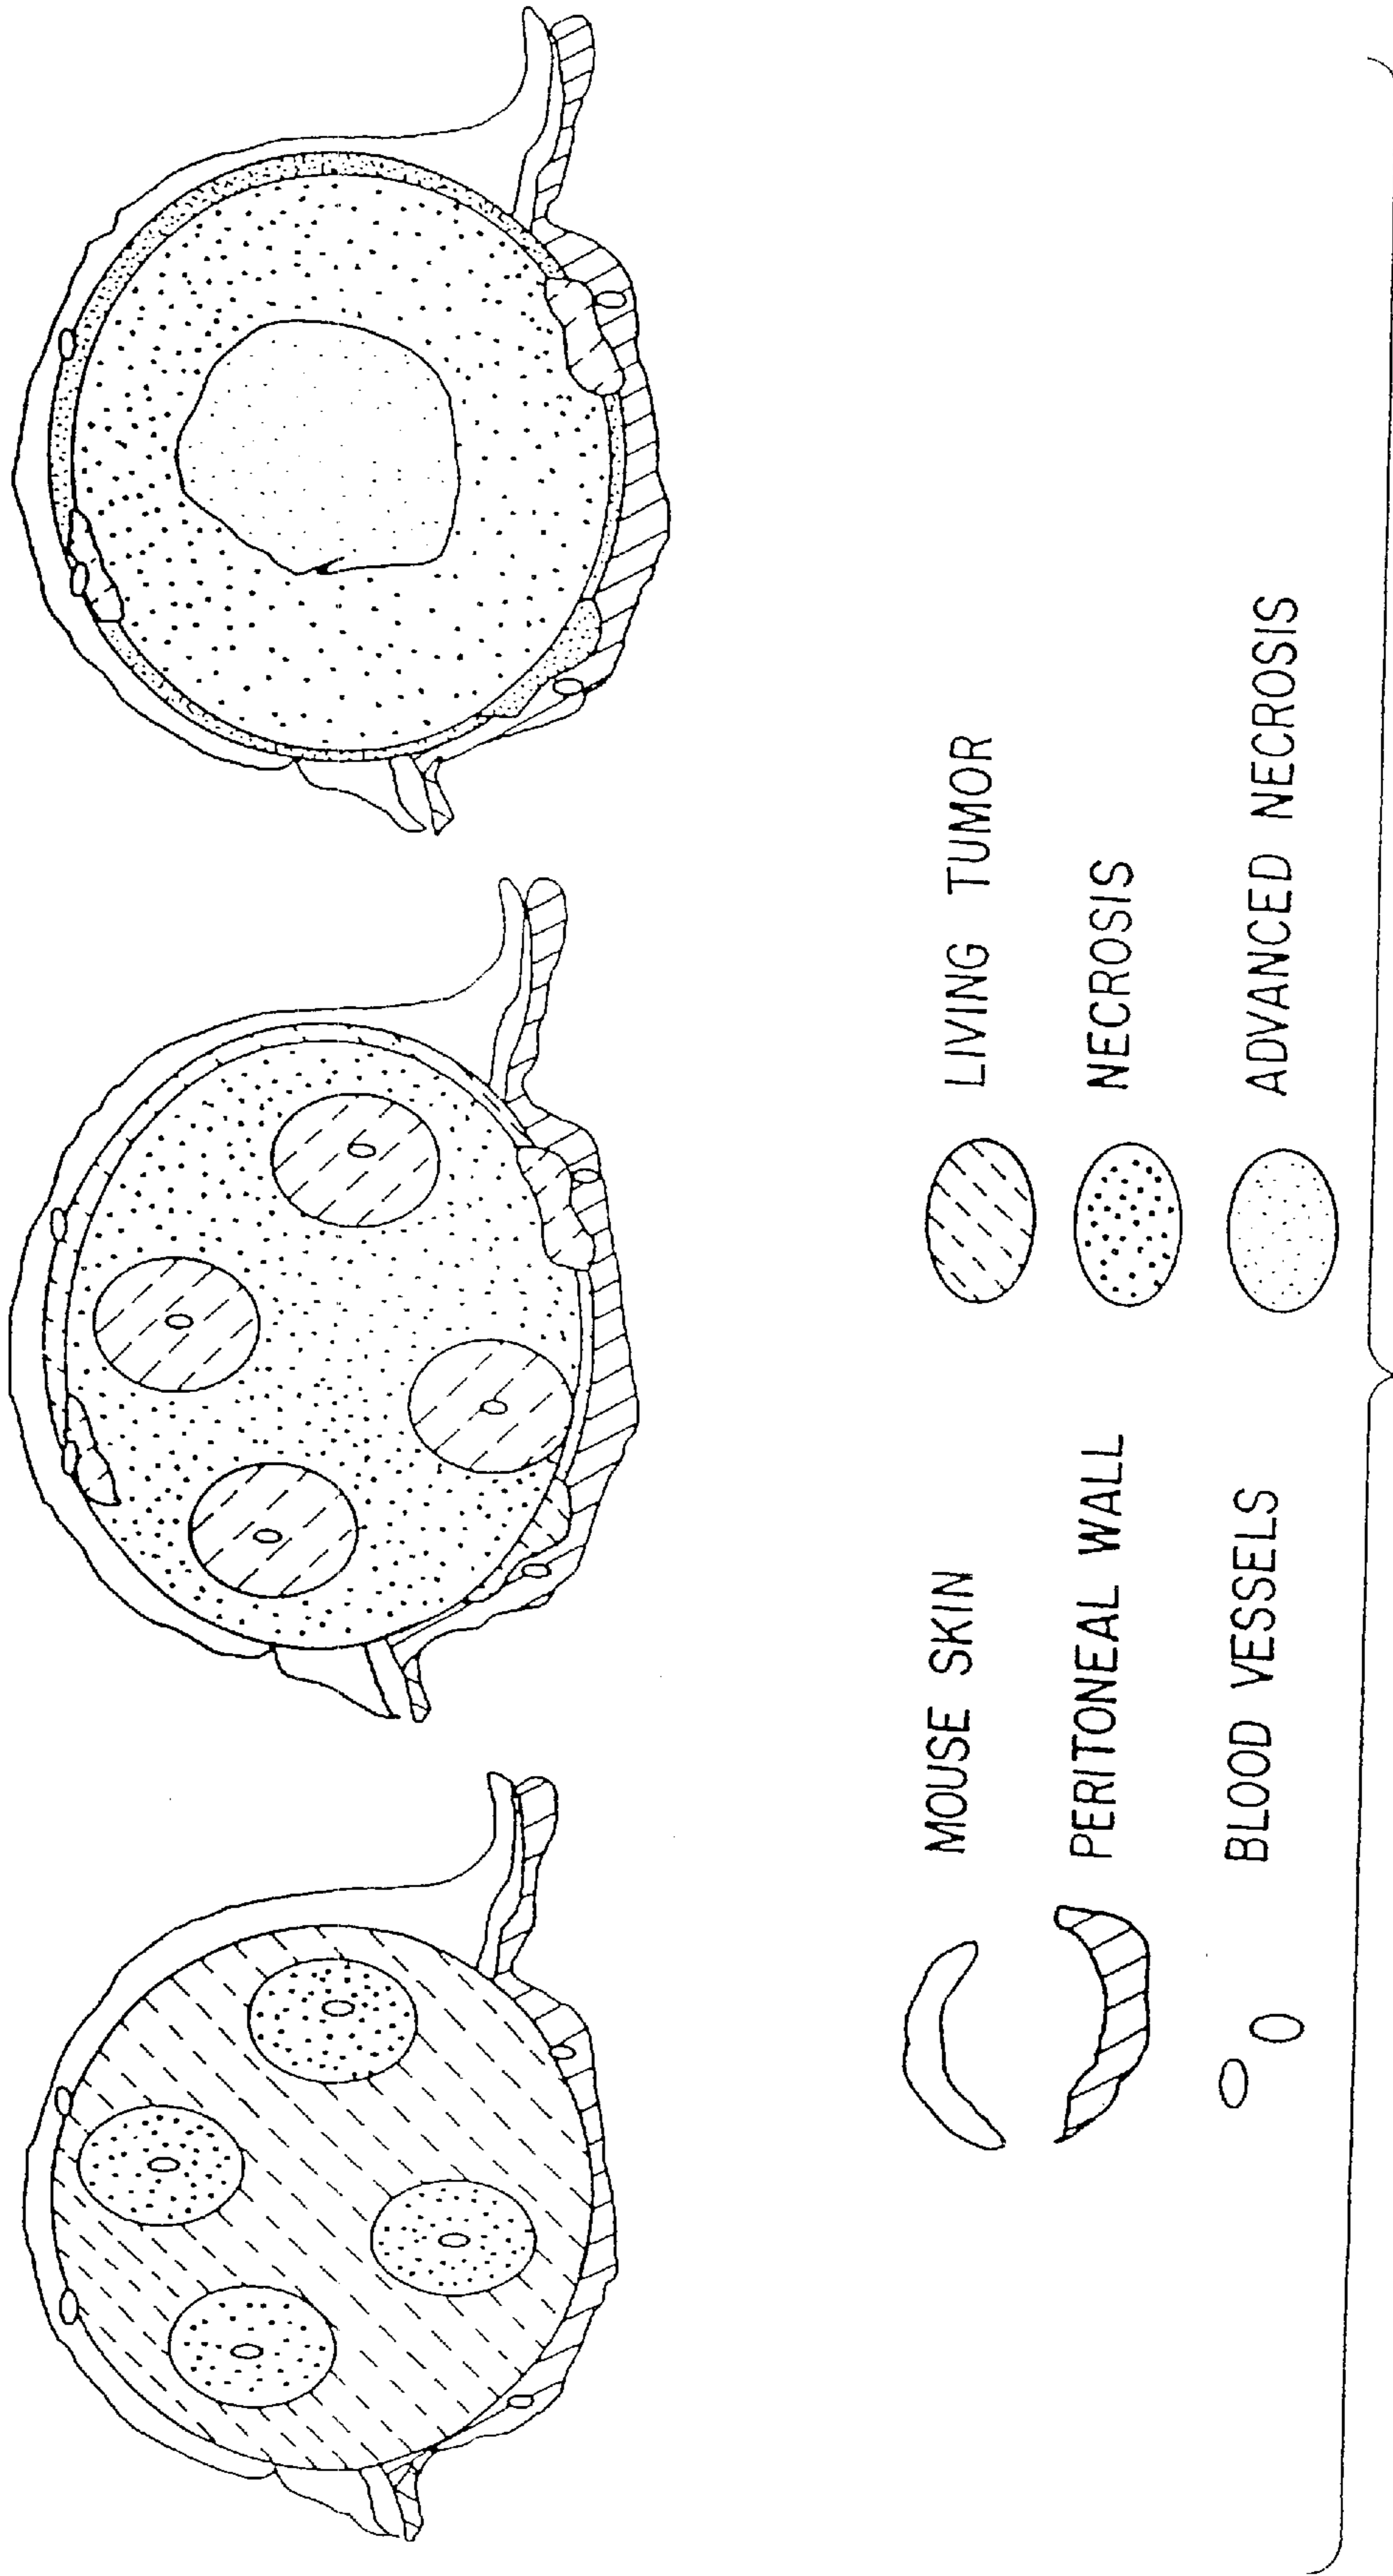 MOUSE SKIN
PERITONEAL WALL
BLOOD VESSELS
LIVING TUMOR
NECROSIS
ADVANCED NECROSIS